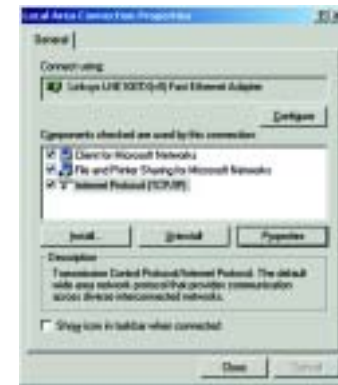 Local Area Connection Properties
General
Connect using:
Linksys LNE100TX(v5) Fast Ethernet Adapter
Configure
Components checked are used by this connection:
Client for Microsoft Networks
File and Printer Sharing for Microsoft Networks
Internet Protocol (TCP/IP)
Install...
Uninstall
Properties
Description
Transmission Control Protocol/Internet Protocol. The default
wide area network protocol that provides communication
across diverse interconnected networks.
Show icon in taskbar when connected
Close
Cancel